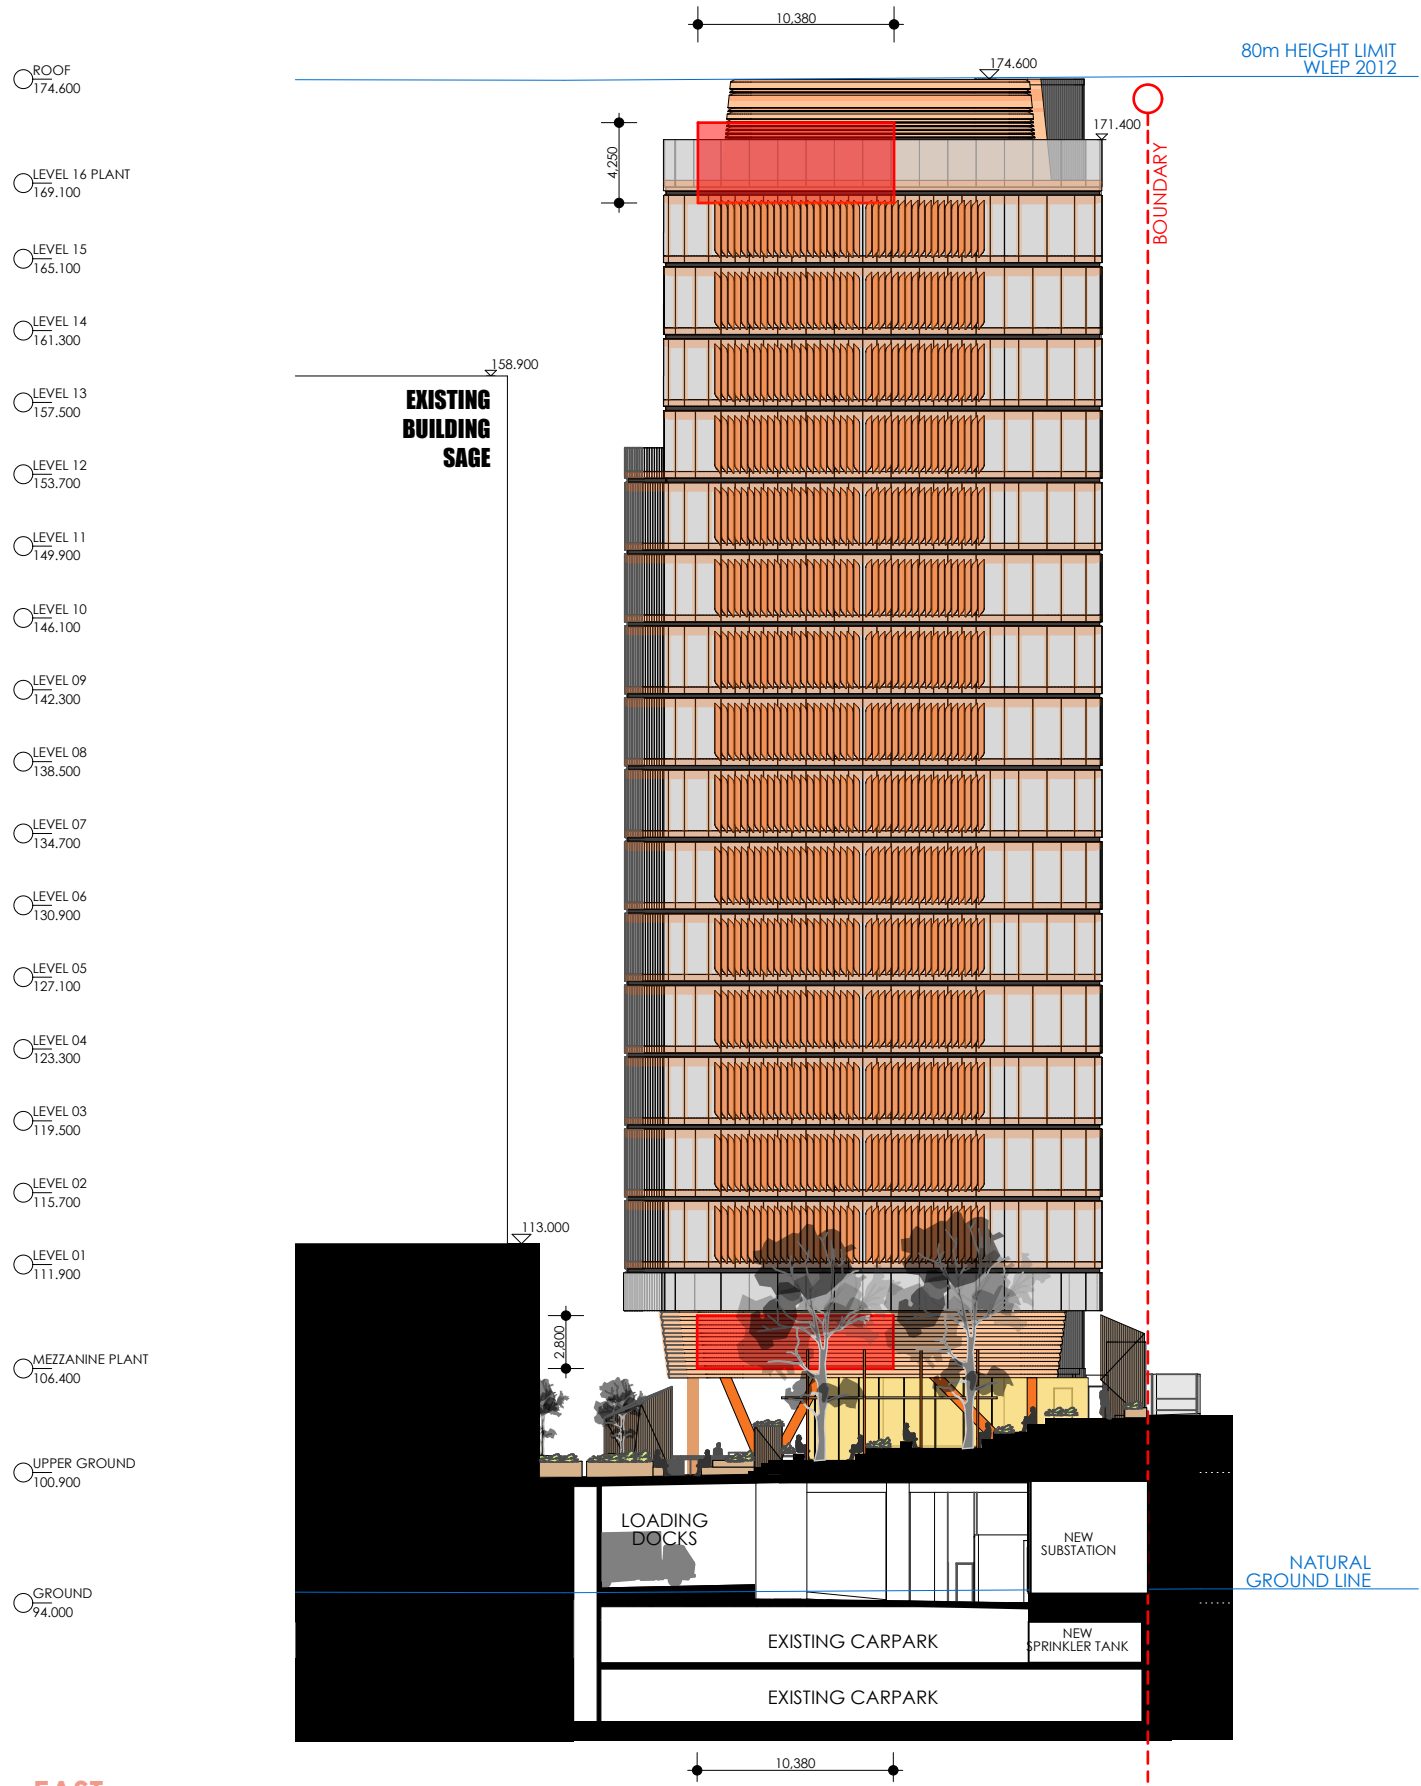 10,380
80m HEIGHT LIMIT
WLEP 2012
ROOF
174.600
174.600
171.400
4,250
BOUNDARY
LEVEL 16 PLANT
169.100
LEVEL 15
165.100
LEVEL 14
161.300
158.900
EXISTING
BUILDING
SAGE
LEVEL 13
157.500
LEVEL 12
153.700
LEVEL 11
149.900
LEVEL 10
146.100
LEVEL 09
142.300
LEVEL 08
138.500
LEVEL 07
134.700
LEVEL 06
130.900
LEVEL 05
127.100
LEVEL 04
123.300
LEVEL 03
119.500
LEVEL 02
115.700
113.000
LEVEL 01
111.900
2,800
MEZZANINE PLANT
106.400
UPPER GROUND
100.900
LOADING
DOCKS
NEW
SUBSTATION
NATURAL
GROUND LINE
GROUND
94.000
EXISTING CARPARK
NEW
SPRINKLER TANK
EXISTING CARPARK
10,380
EAST